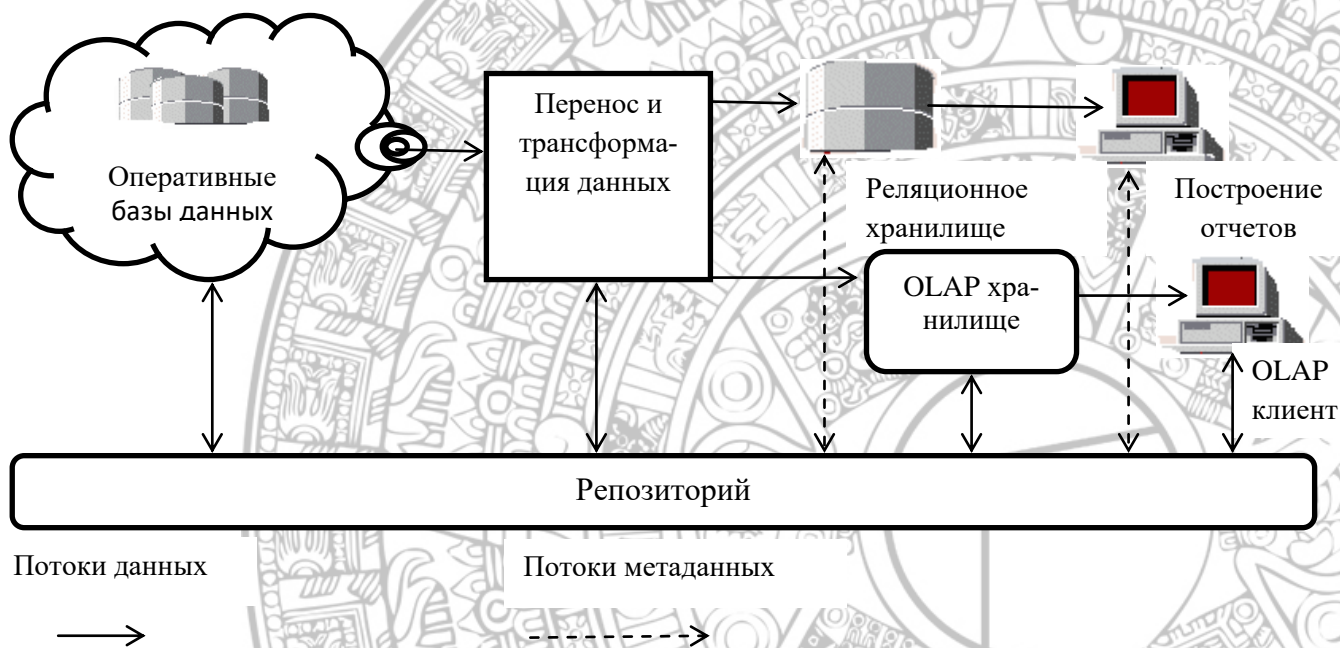 Оперативные
базы данных
Перенос и
трансформа-
ция данных
Реляционное
хранилище
Построение
отчетов
OLAP хра-
нилище
OLAP
клиент
Репозиторий
Потоки данных
Потоки метаданных